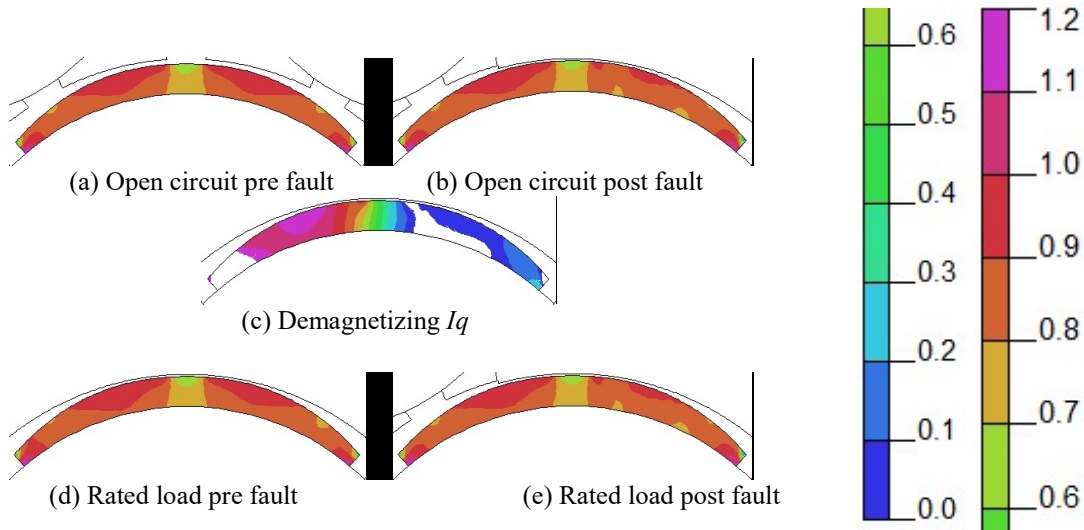 (a) Open circuit pre fault
(b) Open circuit post fault
(c) Demagnetizing Iq
(d) Rated load pre fault
(e) Rated load post fault
0.6
0.5
0.4
0.3
0.2
0.1
0.0
1.2
1.1
1.0
0.9
0.8
0.7
0.6